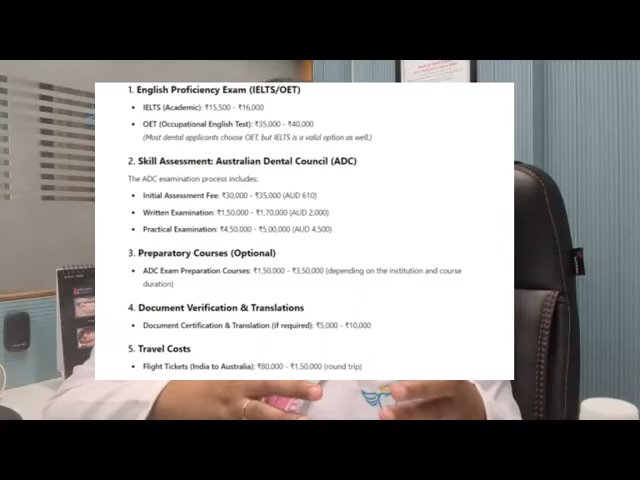 1. English Proficiency Exam (IELTS/OET)
• IELTS (Academic): ₹15,500 - ₹16,000
• OET (Occupational English Test): ₹35,000 - ₹40,000
(Most dental applicants choose OET, but IELTS is a valid option as well.)
2. Skill Assessment: Australian Dental Council (ADC)
The ADC examination process includes:
• Initial Assessment Fee: ₹30,000 - ₹35,000 (AUD 610)
• Written Examination: ₹1,50,000 - ₹1,70,000 (AUD 2,000)
• Practical Examination: ₹4,50,000 - ₹5,00,000 (AUD 4,500)
3. Preparatory Courses (Optional)
• ADC Exam Preparation Courses: ₹1,50,000 - ₹3,50,000 (depending on the institution and course
duration)
4. Document Verification & Translations
• Document Certification & Translation (if required): ₹5,000 - ₹10,000
5. Travel Costs
• Flight Tickets (India to Australia): ₹80,000 - ₹1,50,000 (round trip)